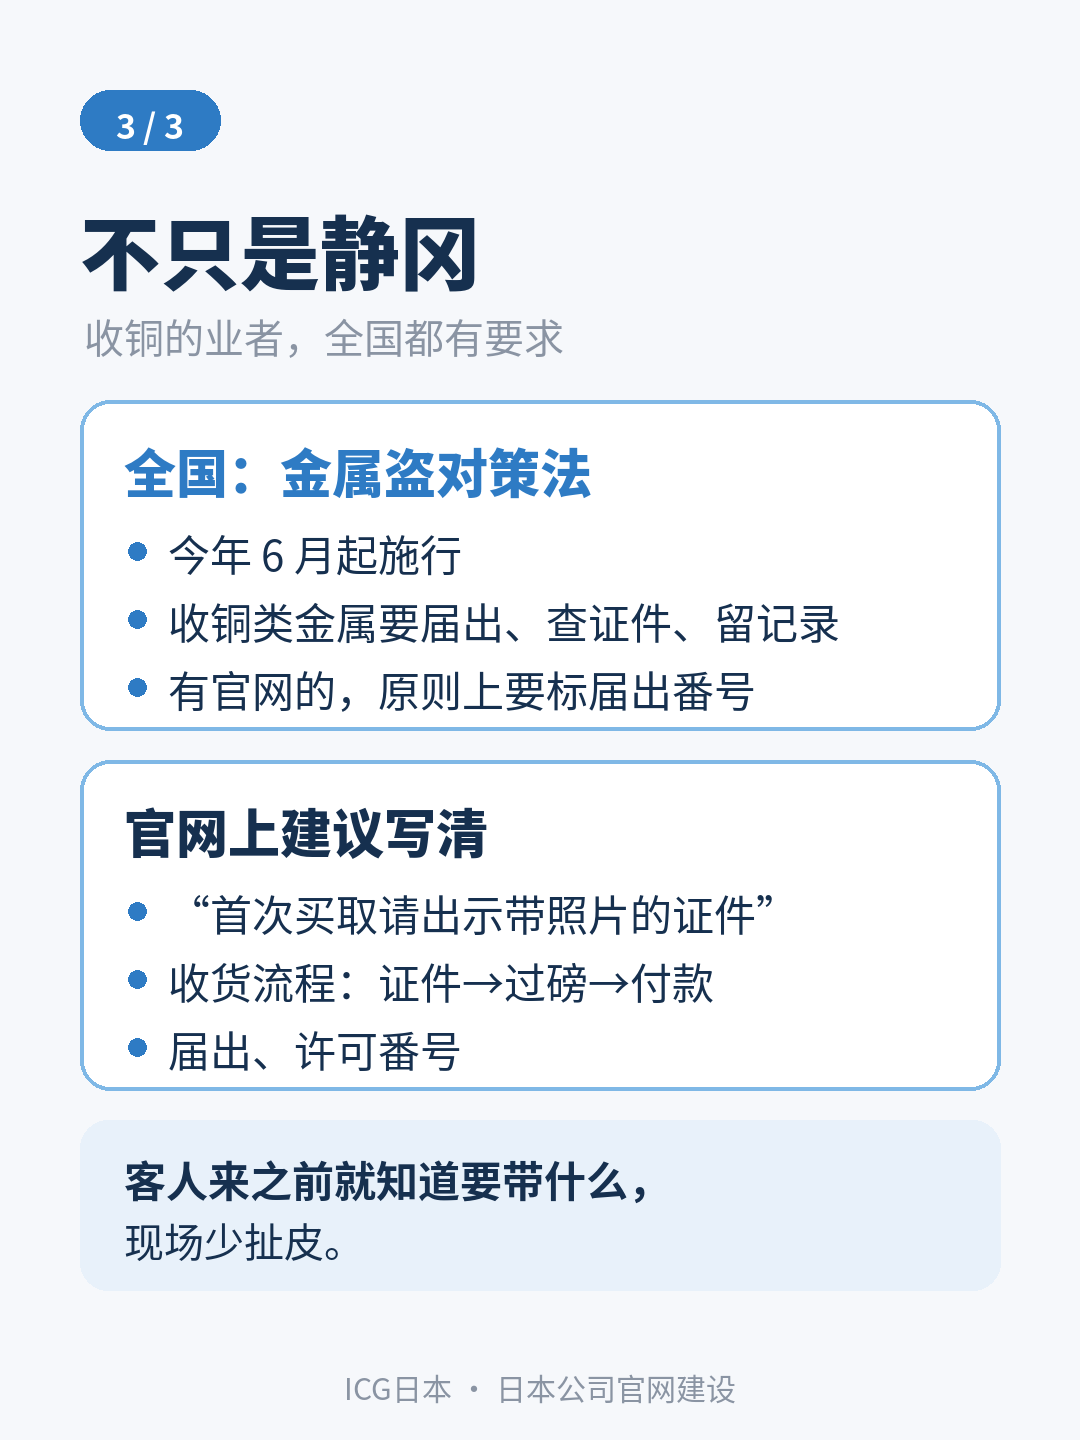 3 / 3
不只是静冈
收铜的业者，全国都有要求
全国：金属盗对策法
今年 6 月起施行
收铜类金属要届出、查证件、留记录
有官网的，原则上要标届出番号
官网上建议写清
“首次买取请出示带照片的证件”
收货流程：证件→过磅→付款
届出、许可番号
客人来之前就知道要带什么，
现场少扯皮。
ICG日本 · 日本公司官网建设